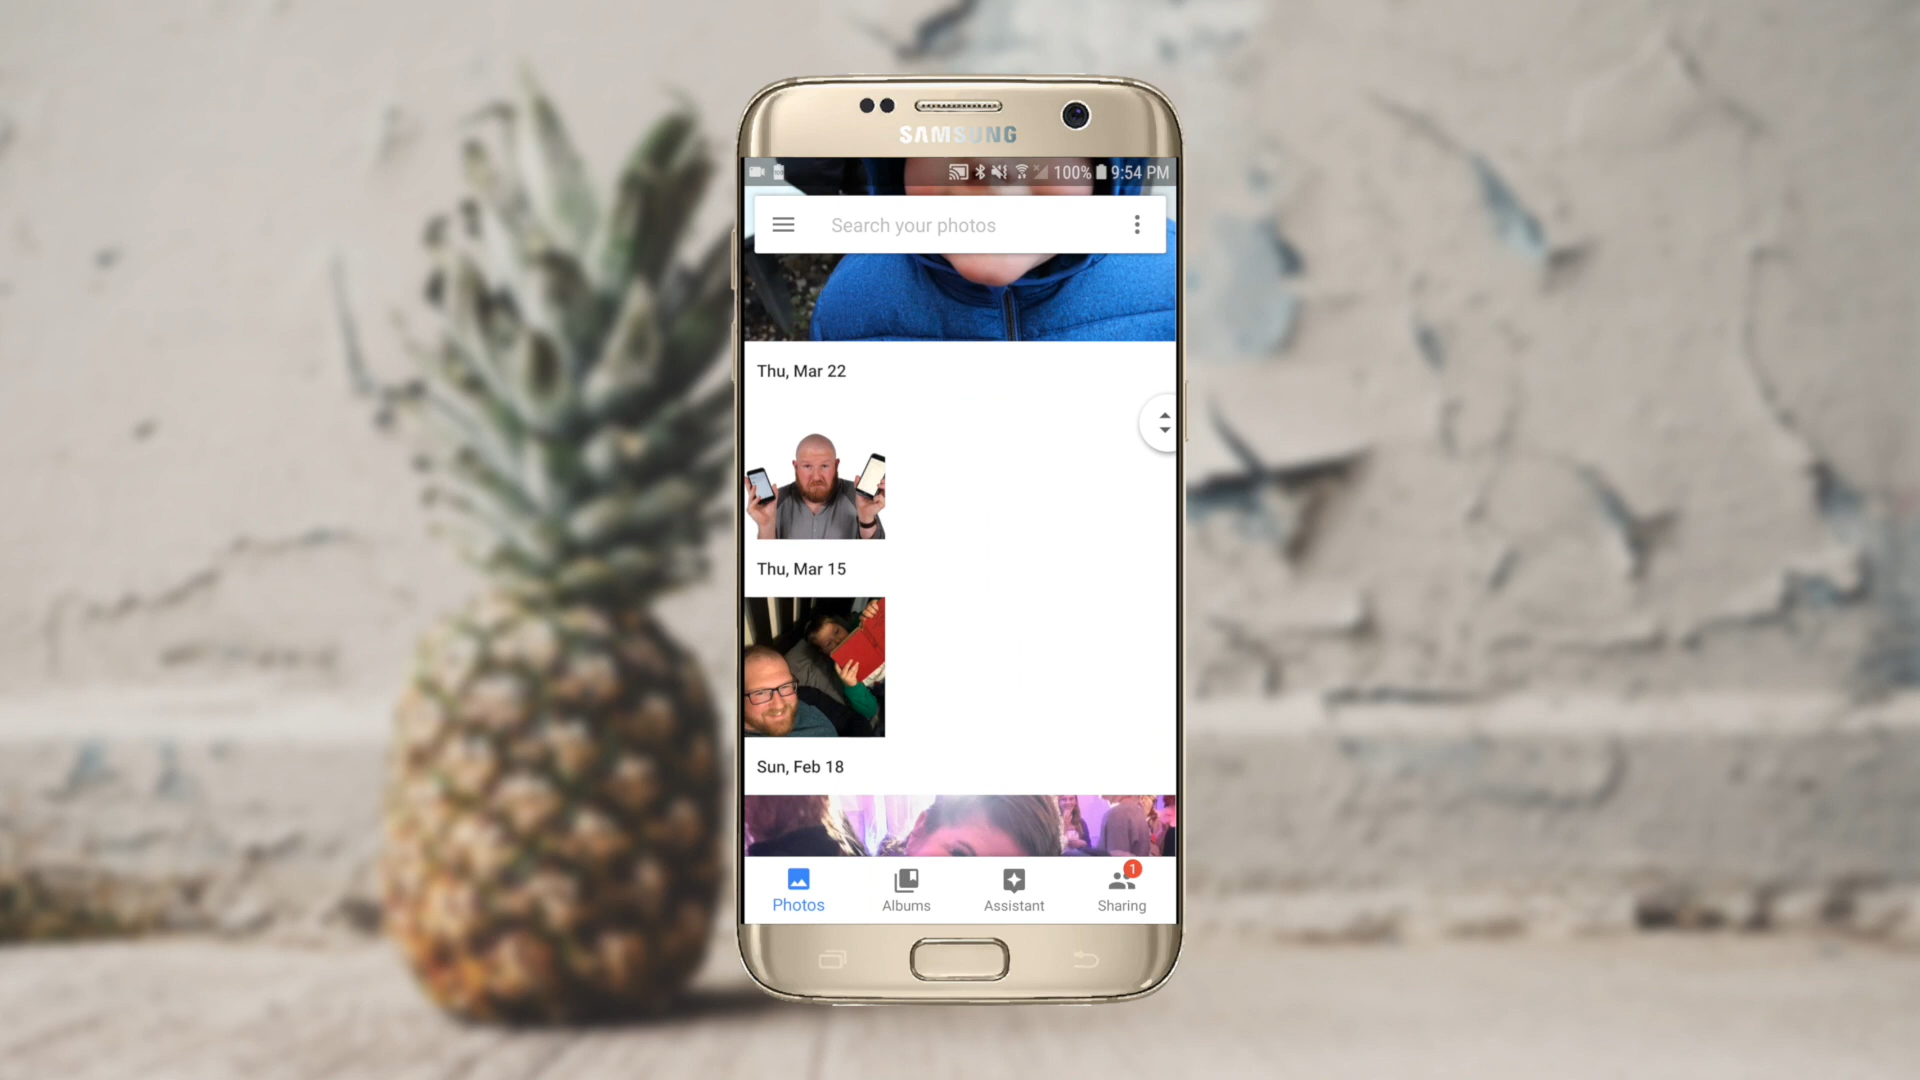 SAMSUNG
100% 9:54 PM
Search your photos
Thu, Mar 22
Thu, Mar 15
Sun, Feb 18
1
Photos Albums Assistant Sharing